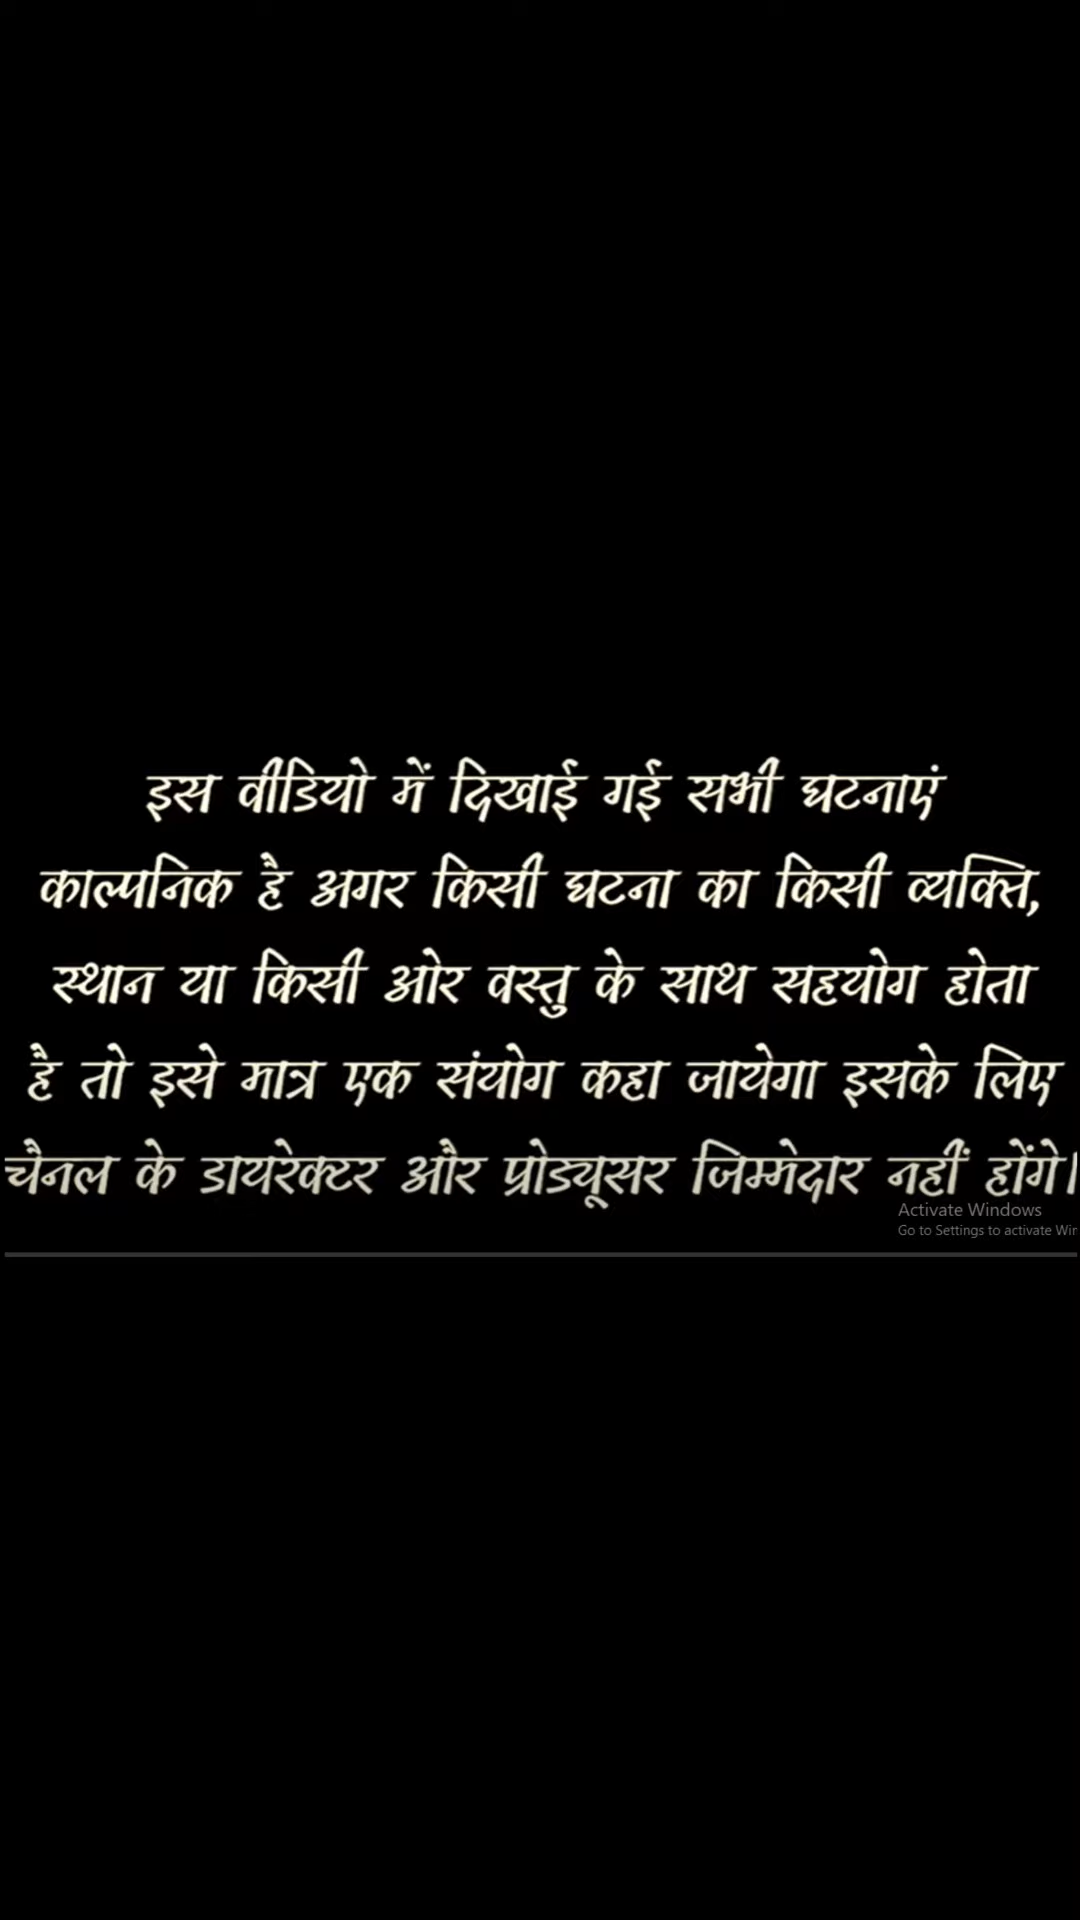 इस वीडियो में दिखाई गई सभी घटनाएं
काल्पनिक है अगर किसी घटना का किसी व्यक्ति,
स्थान या किसी ओर वस्तु के साथ सहयोग होता
है तो इसे मात्र एक संयोग कहा जायेगा इसके लिए
चैनल के डायरेक्टर और प्रोड्यूसर जिम्मेदार नहीं होंगे।
Activate Windows
Go to Settings to activate Win